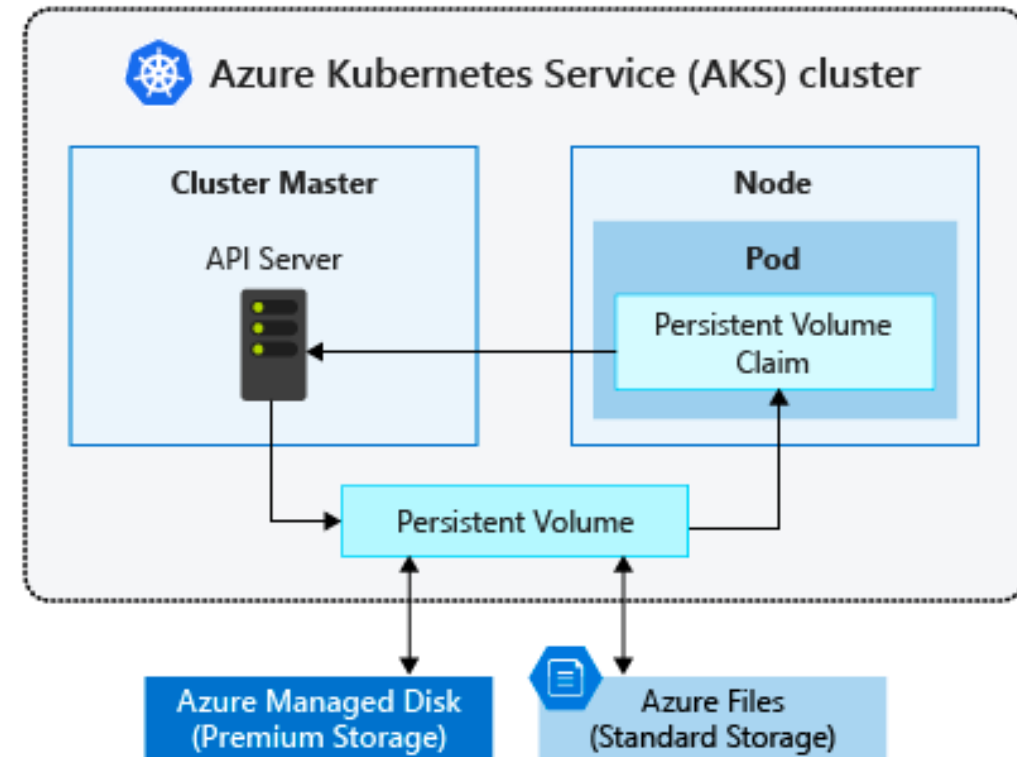 Azure Kubernetes Service (AKS) cluster
Cluster Master
API Server
Node
Pod
Persistent Volume
Claim
Persistent Volume
Azure Managed Disk
(Premium Storage)
Azure Files
(Standard Storage)